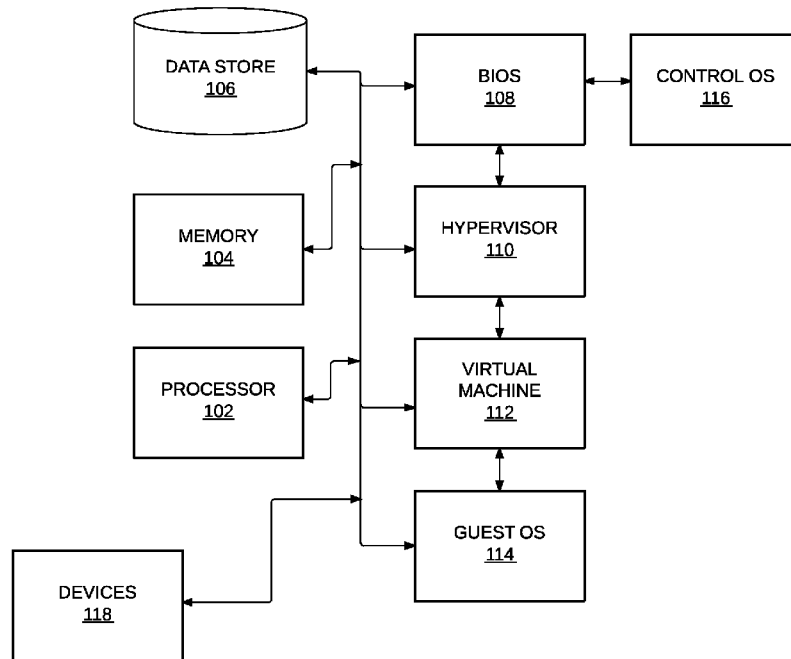 DATA STORE
106
BIOS
108
CONTROL OS
116
MEMORY
104
HYPERVISOR
110
PROCESSOR
102
VIRTUAL
MACHINE
112
GUEST OS
114
DEVICES
118